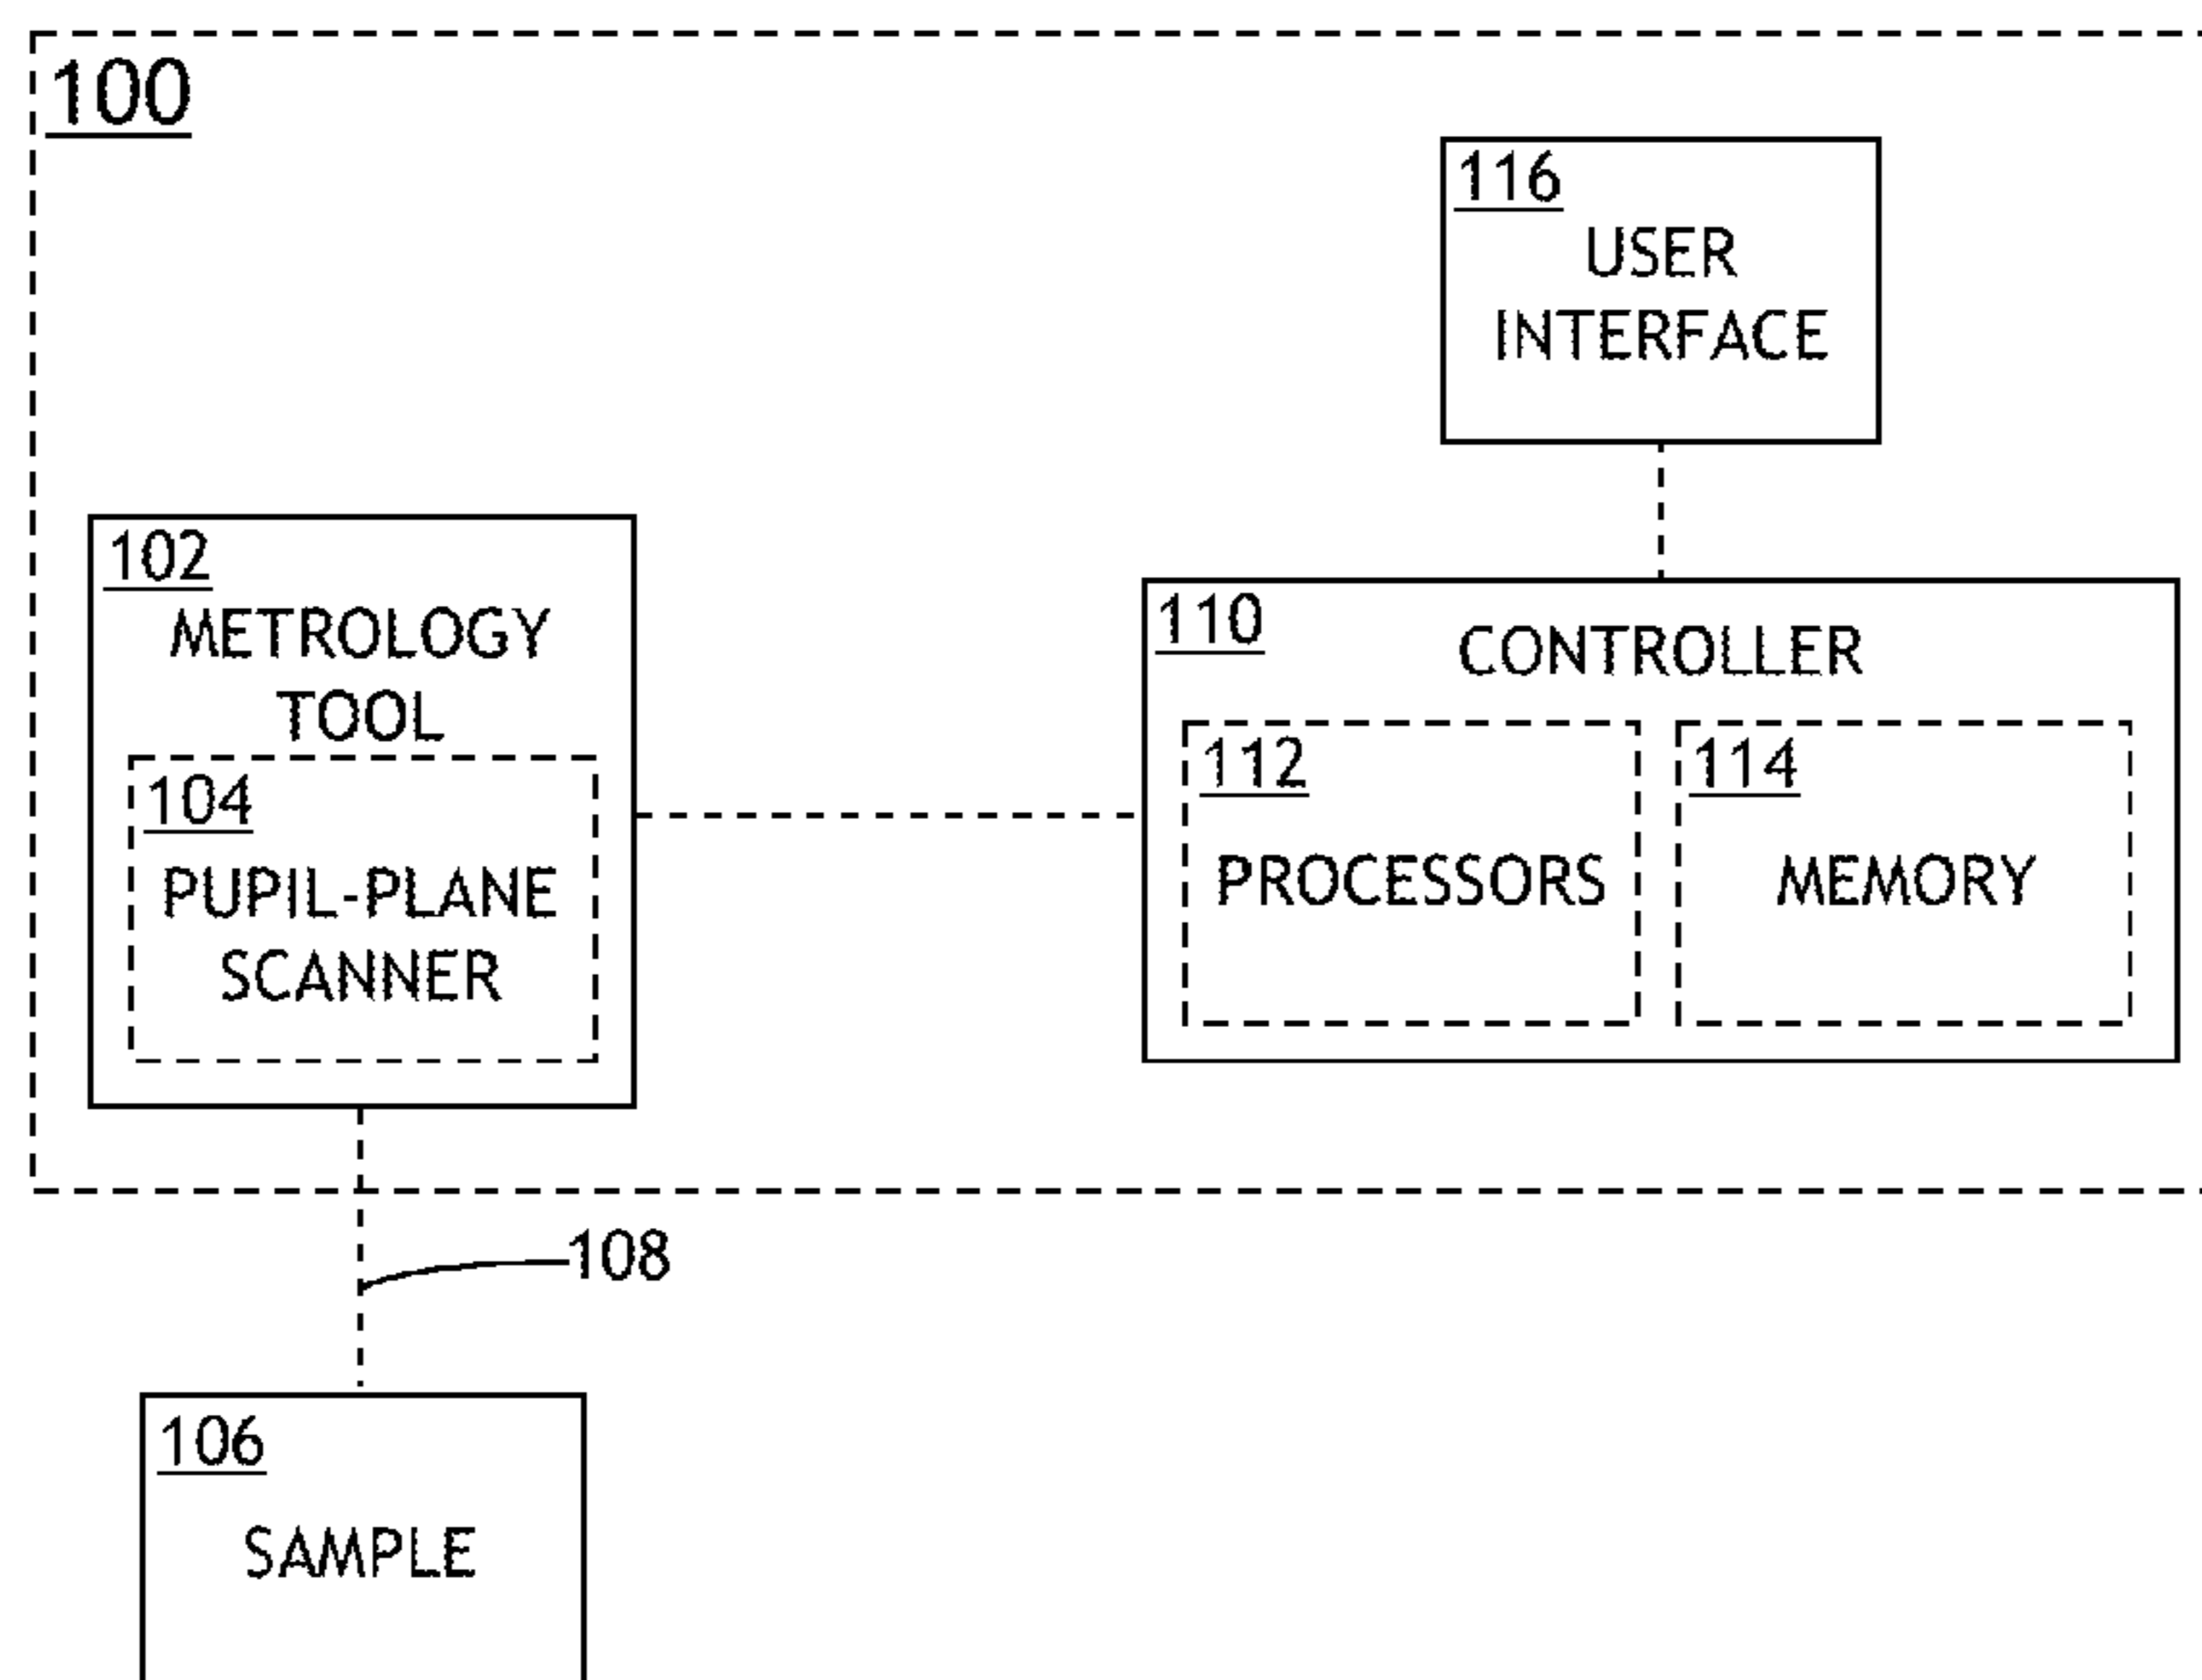 100
116
USER
INTERFACE
102
METROLOGY
TOOL
104
PUPIL-PLANE
SCANNER
110
CONTROLLER
112
PROCESSORS
114
MEMORY
108
106
SAMPLE